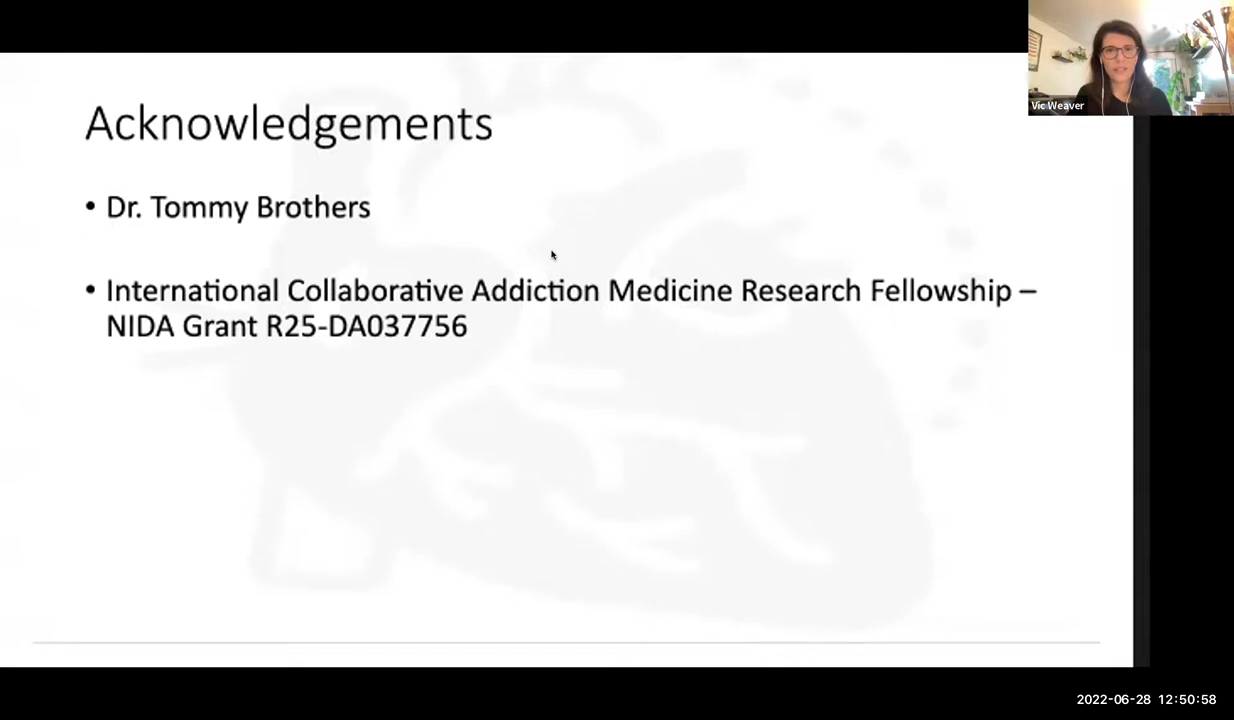 Vic Weaver
Acknowledgements
• Dr. Tommy Brothers
• International Collaborative Addiction Medicine Research Fellowship –
NIDA Grant R25-DA037756
2022-06-28 12:50:58